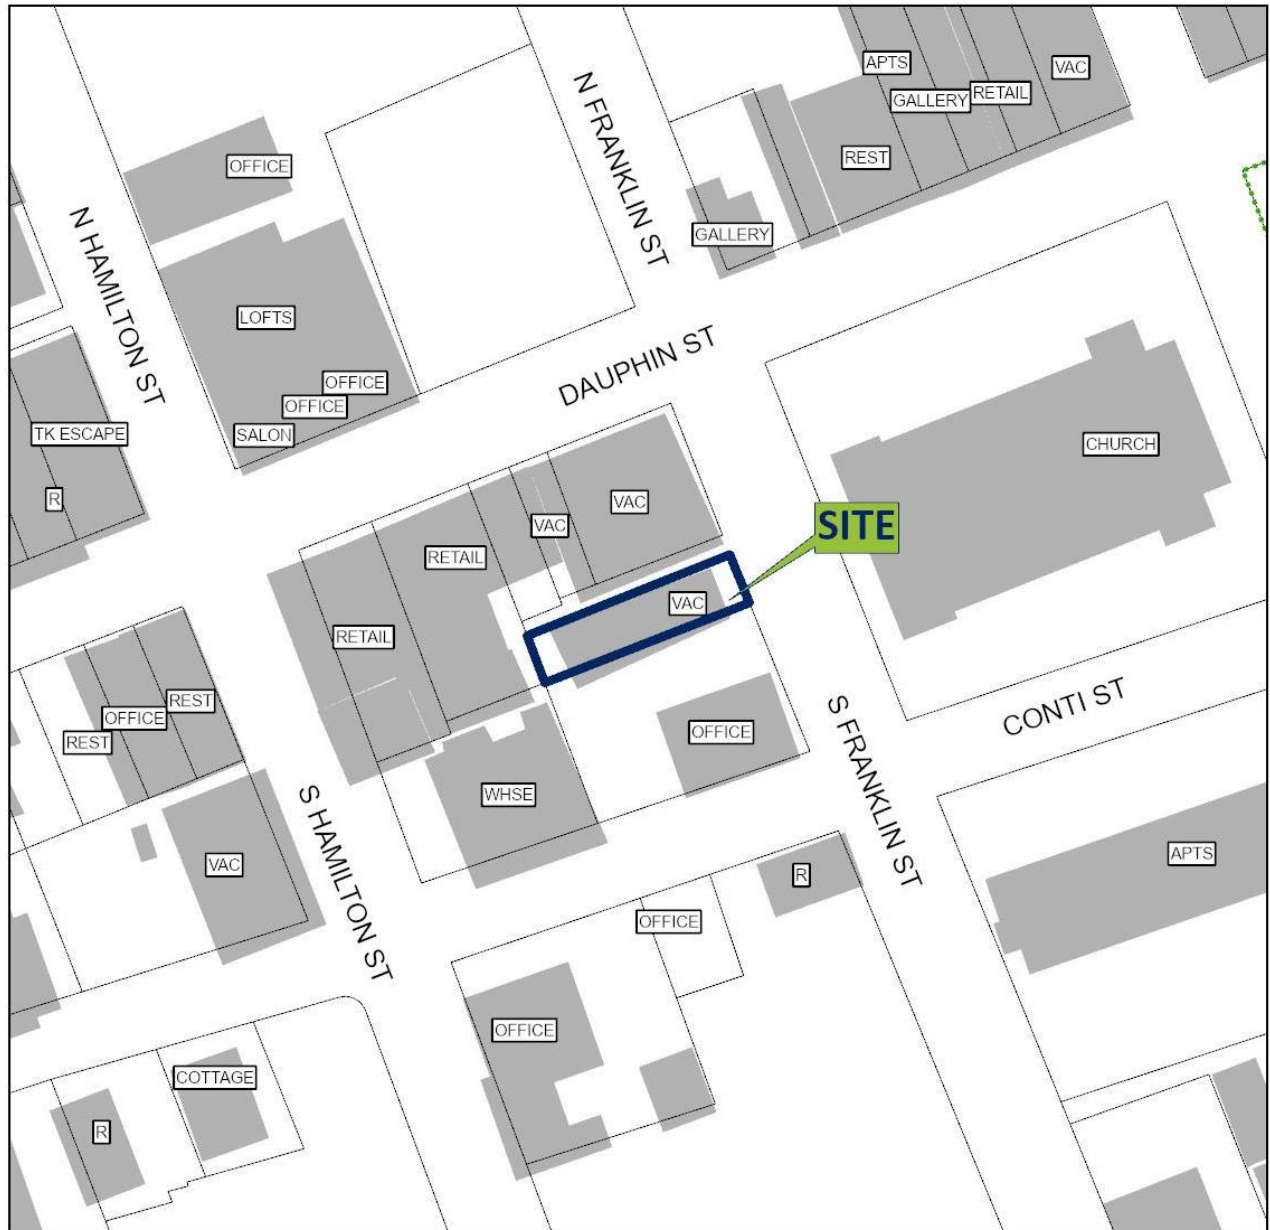 APTS
VAC
GALLERY
RETAIL
REST
OFFICE
N FRANKLIN ST
N HAMILTON ST
GALLERY
LOFTS
DAUPHIN ST
OFFICE
OFFICE
SALON
TK ESCAPE
R
CHURCH
VAC
VAC
SITE
RETAIL
VAC
RETAIL
REST
OFFICE
REST
OFFICE
CONTI ST
S FRANKLIN ST
WHSE
S HAMILTON ST
VAC
APTS
R
OFFICE
OFFICE
COTTAGE
R